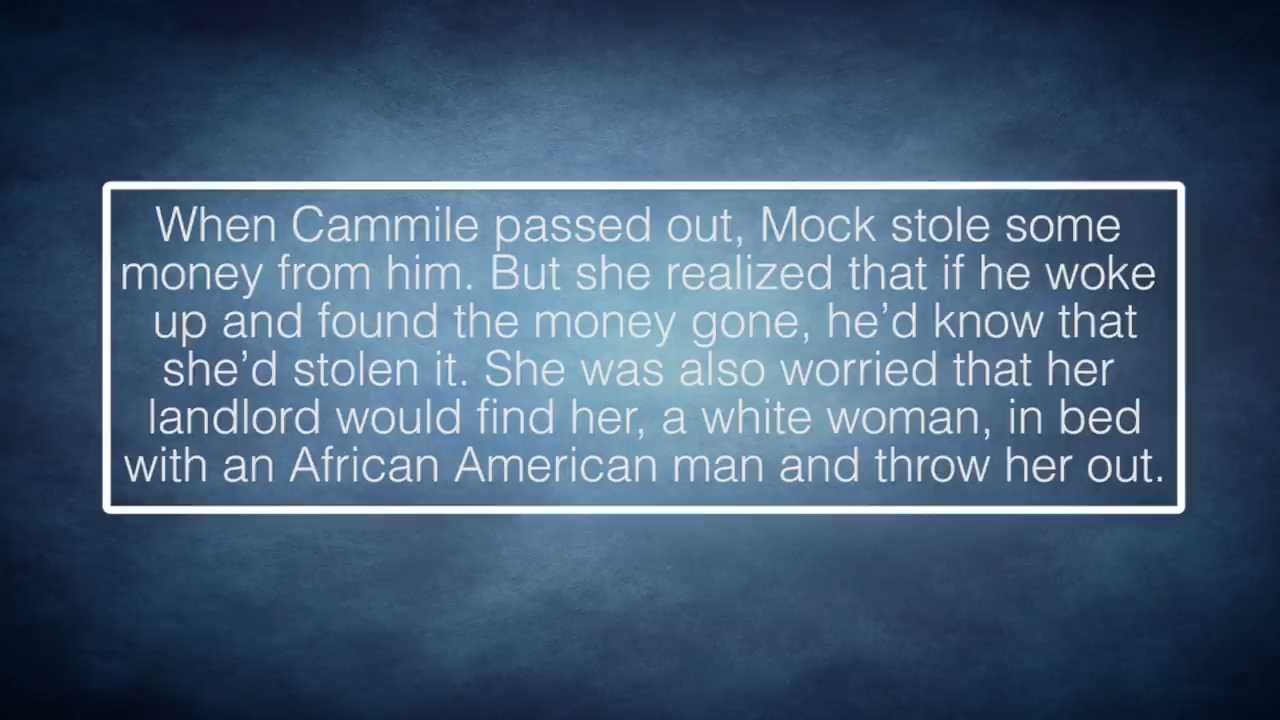 When Cammile passed out, Mock stole some
money from him. But she realized that if he woke
up and found the money gone, he’d know that
she’d stolen it. She was also worried that her
landlord would find her, a white woman, in bed
with an African American man and throw her out.